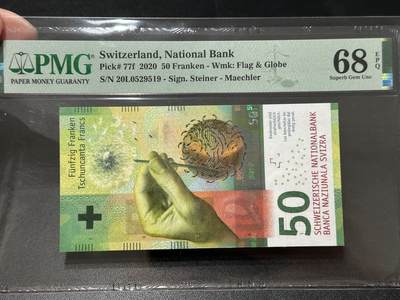 PMG
PAPER MONEY GUARANTY
Switzerland, National Bank
Pick# 77f 2020 50 Franken - Wmk: Flag & Globe
S/N 20L0529519 - Sign. Steiner - Maechler
68 EPQ
Superb Gem Unc
Fünfzig Franken
Tschuncanta Francs
50
SCHWEIZERISCHE NATIONALBANK
BANCA NAZIUNALA SVIZRA